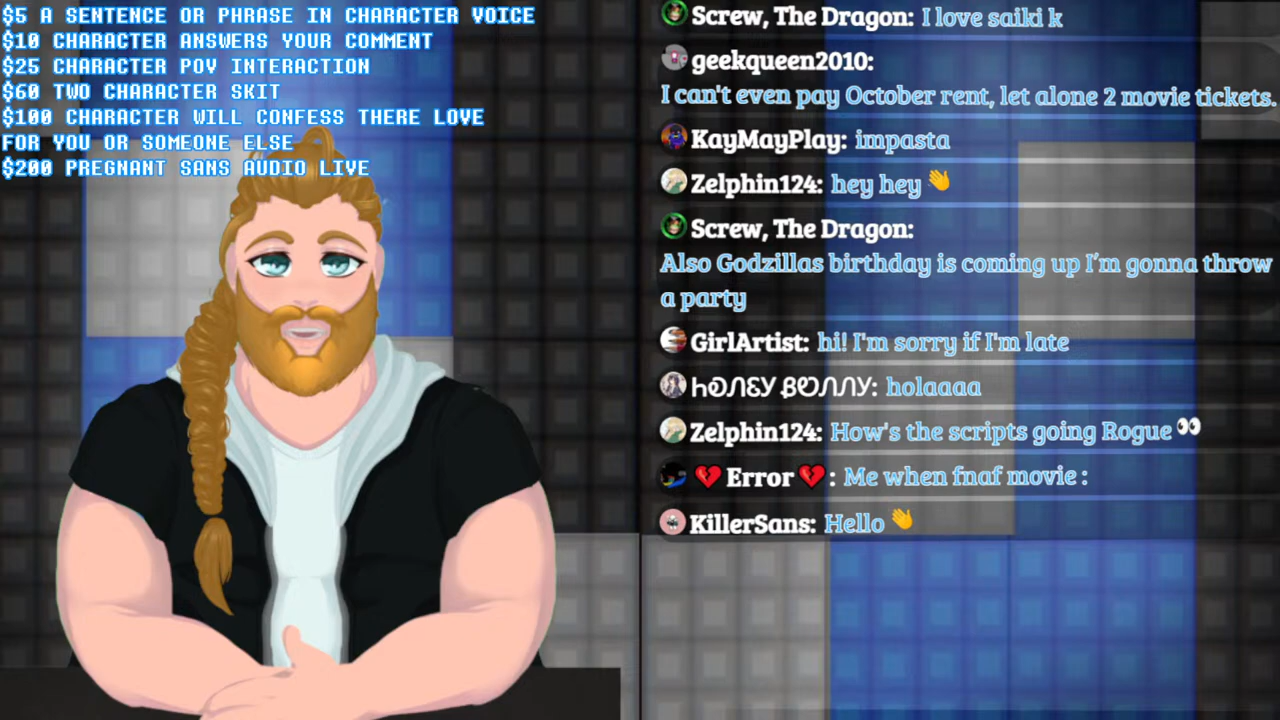 $5 A SENTENCE OR PHRASE IN CHARACTER VOICE
$10 CHARACTER ANSWERS YOUR COMMENT
$25 CHARACTER POV INTERACTION
$60 TWO CHARACTER SKIT
$100 CHARACTER WILL CONFESS THERE LOVE
FOR YOU OR SOMEONE ELSE
$200 PREGNANT SANS AUDIO LIVE
Screw, The Dragon: I love saiki k
geekqueen2010:
I can't even pay October rent, let alone 2 movie tickets.
KayMayPlay: impasta
Zelphin124: hey hey 👋
Screw, The Dragon:
Also Godzillas birthday is coming up I'm gonna throw
a party
GirlArtist: hi! I'm sorry if I'm late
ᏂᎧᏁᏋᎩ ᏰᎧᏁᏁᎩ: holaaaa
Zelphin124: How's the scripts going Rogue 👀
💔 Error 💔: Me when fnaf movie :
KillerSans: Hello 👋